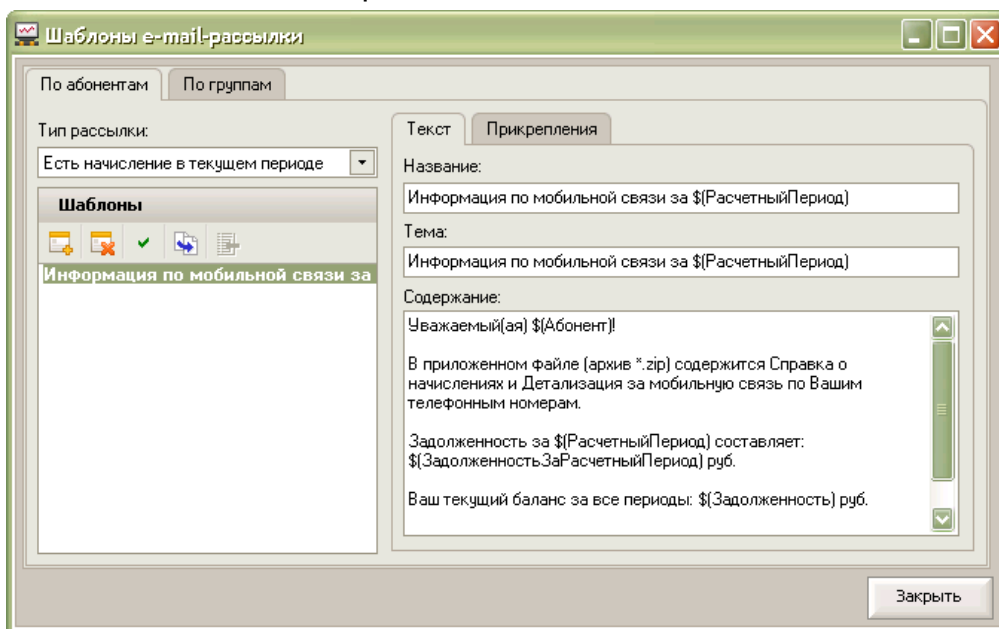 Шаблоны e-mail-рассылки
По абонентам
По группам
Тип рассылки:
Есть начисление в текущем периоде
Шаблоны
Информация по мобильной связи за
Текст
Прикрепления
Название:
Информация по мобильной связи за $(РасчетныйПериод)
Тема:
Информация по мобильной связи за $(РасчетныйПериод)
Содержание:
Уважаемый(ая) $(Абонент)!
В приложенном файле (архив *.zip) содержится Справка о
начислениях и Детализация за мобильную связь по Вашим
телефонным номерам.
Задолженность за $(РасчетныйПериод) составляет:
$(ЗадолженностьЗаРасчетныйПериод) руб.
Ваш текущий баланс за все периоды: $(Задолженность) руб.
Закрыть